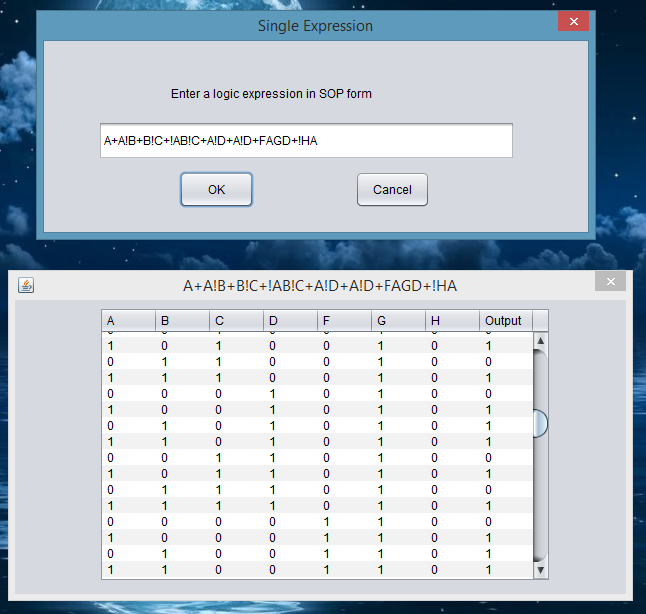 Single Expression
Enter a logic expression in SOP form
A+A!B+B!C+!AB!C+A!D+A!D+FAGD+!HA
OK Cancel
A+A!B+B!C+!AB!C+A!D+A!D+FAGD+!HA
A B C D F G H Output
1 0 1 0 0 1 0 1
0 1 1 0 0 1 0 0
1 1 1 0 0 1 0 1
0 0 0 1 0 1 0 0
1 0 0 1 0 1 0 1
0 1 0 1 0 1 0 1
1 1 0 1 0 1 0 1
0 0 1 1 0 1 0 0
1 0 1 1 0 1 0 1
0 1 1 1 0 1 0 0
1 1 1 1 0 1 0 1
0 0 0 0 1 1 0 0
1 0 0 0 1 1 0 1
0 1 0 0 1 1 0 1
1 1 0 0 1 1 0 1